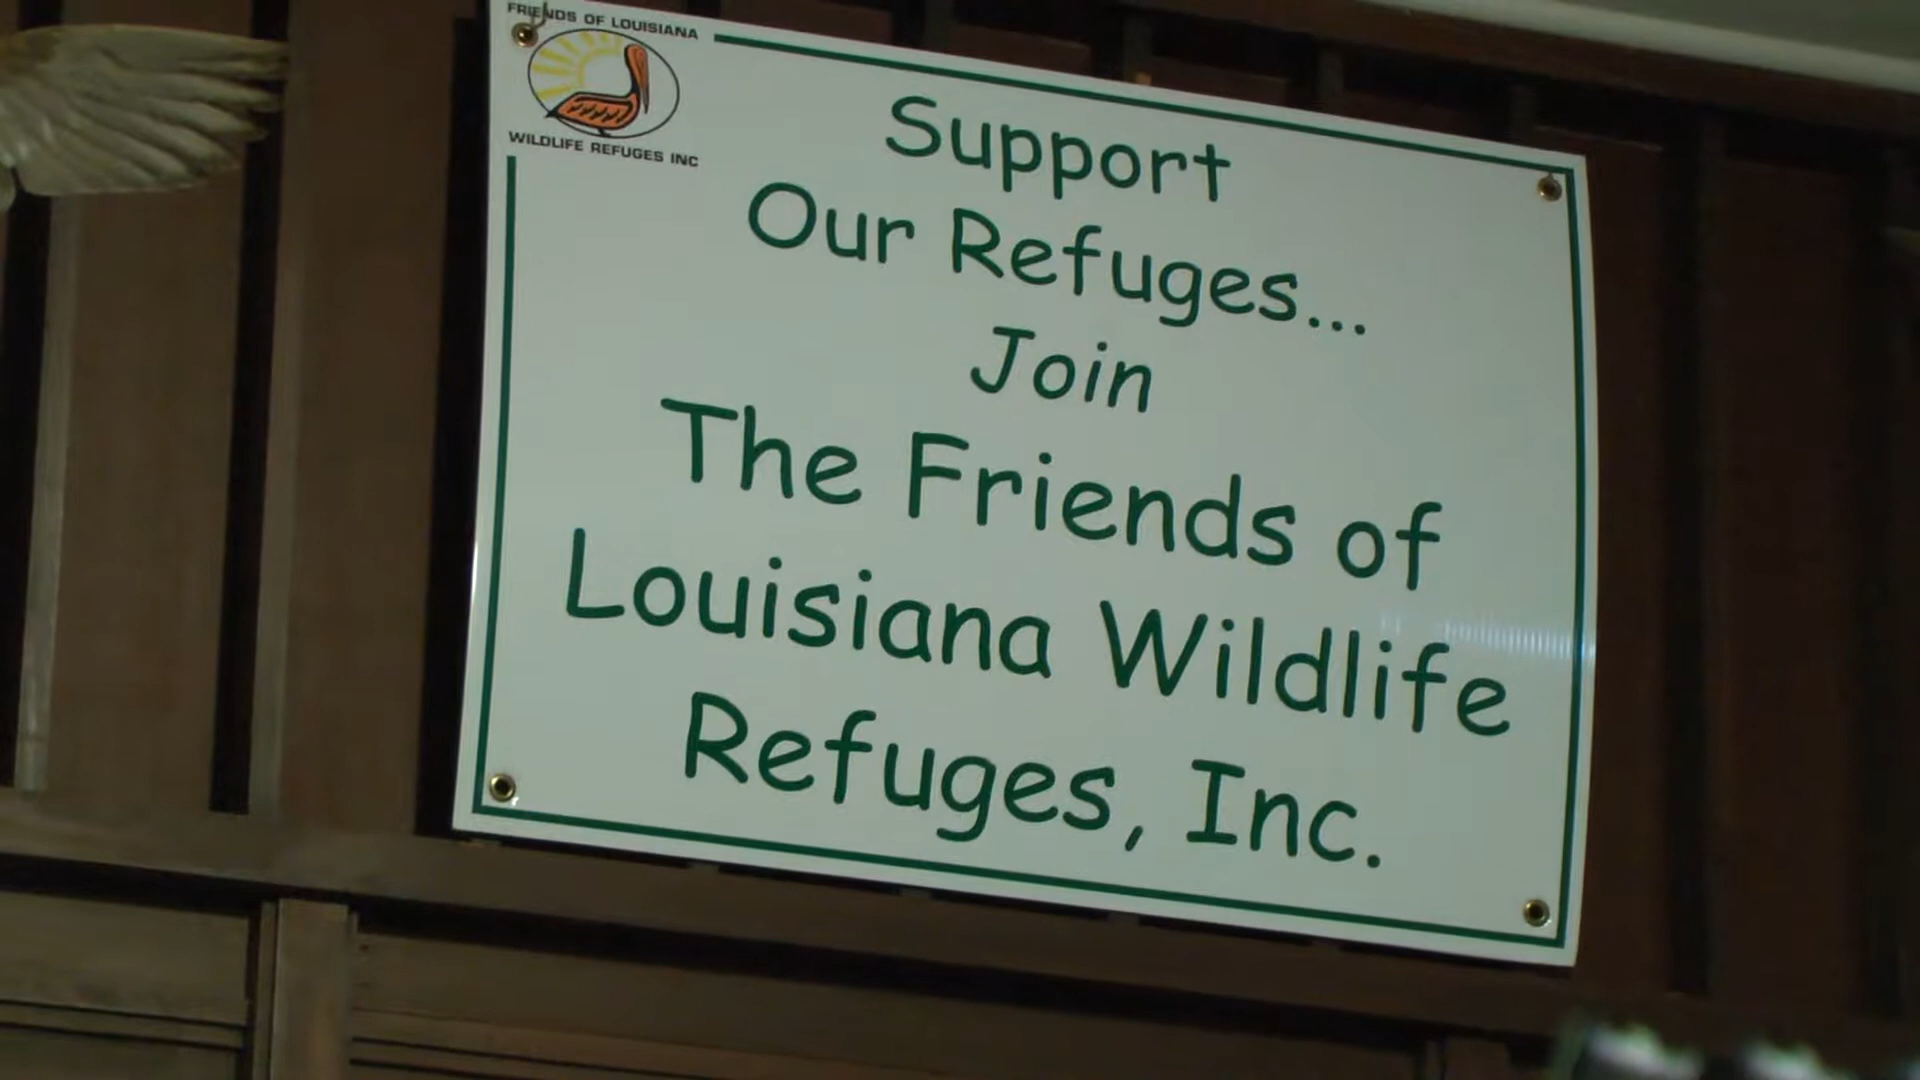 FRIENDS OF LOUISIANA
WILDLIFE REFUGES INC
Support
Our Refuges...
Join
The Friends of
Louisiana Wildlife
Refuges, Inc.